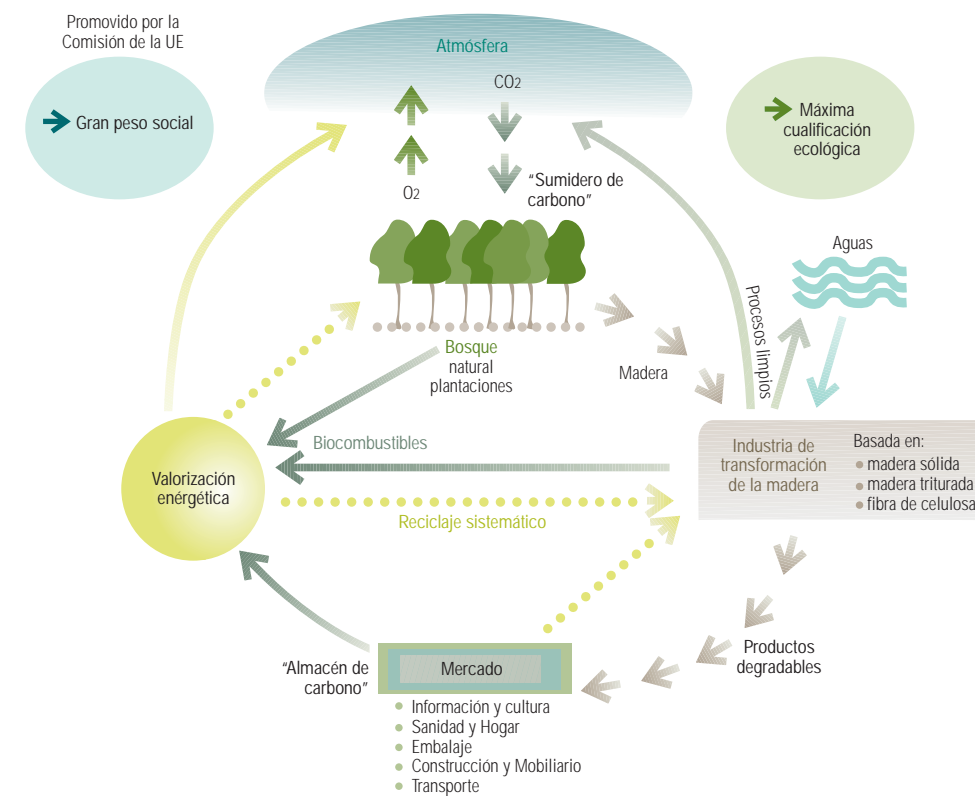 Promovido por la
Comisión de la UE
Gran peso social
Atmósfera
CO2
O2
"Sumidero de
carbono"
Máxima
cualificación
ecológica
Aguas
Procesos limpios
Bosque
natural
plantaciones
Madera
Biocombustibles
Valorización
enérgética
Reciclaje sistemático
Industria de
transformación
de la madera
Basada en:
madera sólida
madera triturada
fibra de celulosa
Productos
degradables
"Almacén de
carbono"
Mercado
Información y cultura
Sanidad y Hogar
Embalaje
Construcción y Mobiliario
Transporte